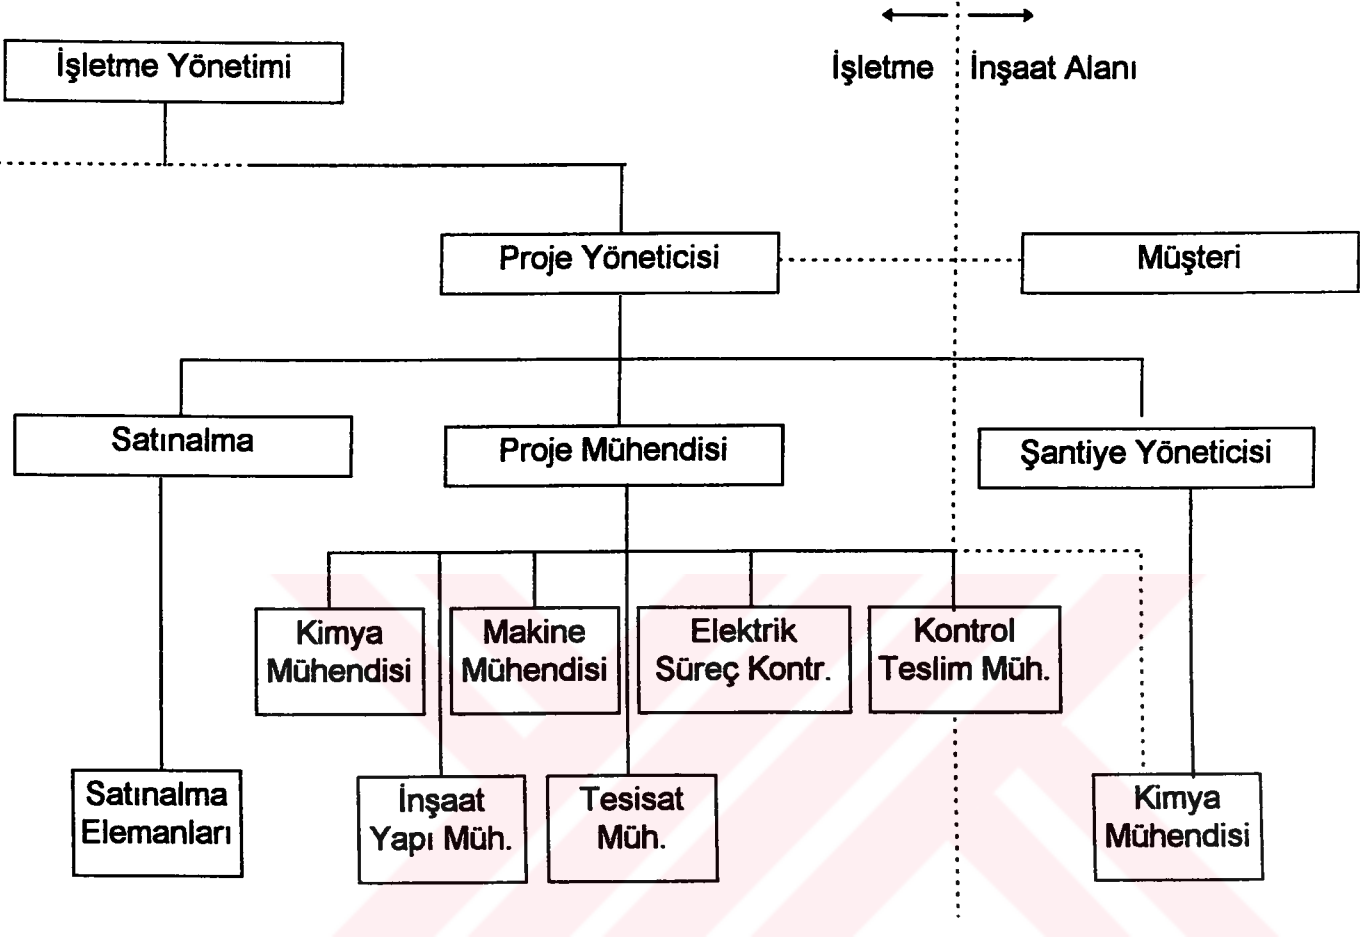 İşletme Yönetimi
İşletme
İnşaat Alanı
Proje Yöneticisi
Müşteri
Satınalma
Proje Mühendisi
Şantiye Yöneticisi
Kimya
Mühendisi
Makine
Mühendisi
Elektrik
Süreç Kontr.
Kontrol
Teslim Müh.
Satınalma
Elemanları
İnşaat
Yapı Müh.
Tesisat
Müh.
Kimya
Mühendisi